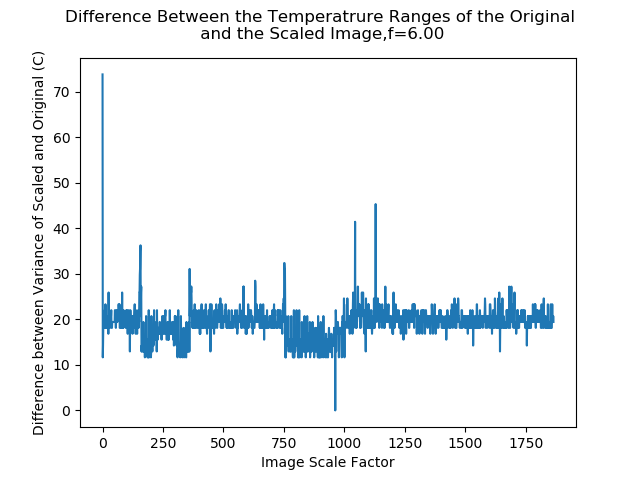 Difference Between the Temperatrure Ranges of the Original
and the Scaled Image,f=6.00
Difference between Variance of Scaled and Original (C)
70
60
50
40
30
20
10
0
0 250 500 750 1000 1250 1500 1750
Image Scale Factor